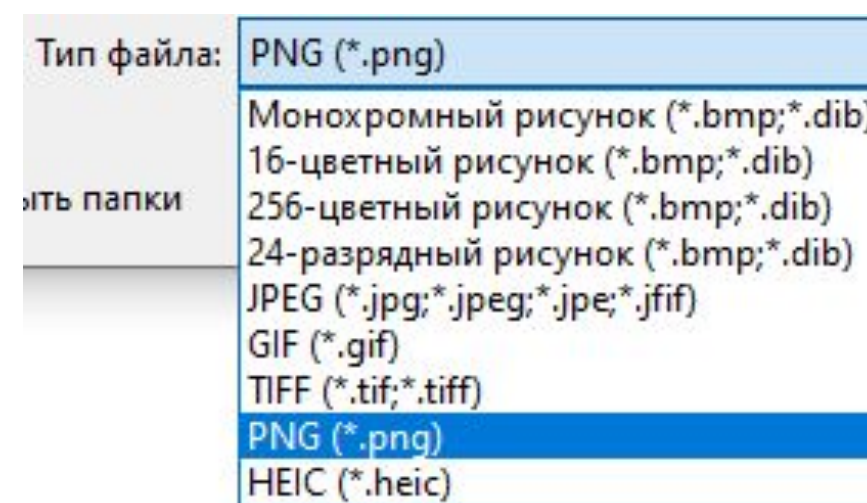 Тип файла: PNG (*.png)
Монохромный рисунок (*.bmp;*.dib)
16-цветный рисунок (*.bmp;*.dib)
ыть папки
256-цветный рисунок (*.bmp;*.dib)
24-разрядный рисунок (*.bmp;*.dib)
JPEG (*.jpg;*.jpeg;*.jpe;*.jfif)
GIF (*.gif)
TIFF (*.tif;*.tiff)
PNG (*.png)
HEIC (*.heic)